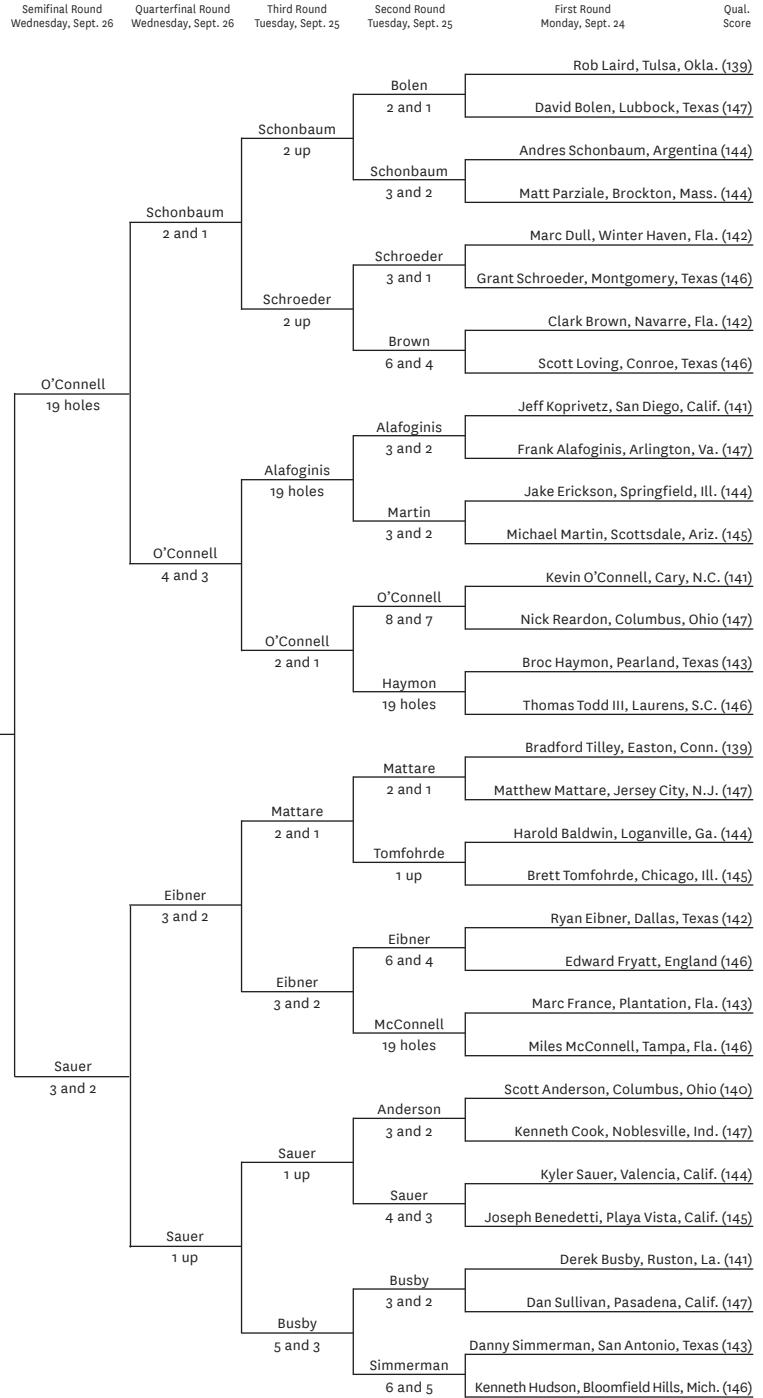 Semifinal Round
Wednesday, Sept. 26
Quarterfinal Round
Wednesday, Sept. 26
Third Round
Tuesday, Sept. 25
Second Round
Tuesday, Sept. 25
First Round
Monday, Sept. 24
Qual.
Score
Rob Laird, Tulsa, Okla. (139)
Bolen
2 and 1
David Bolen, Lubbock, Texas (147)
Schonbaum
2 up
Andres Schonbaum, Argentina (144)
Schonbaum
3 and 2
Matt Parziale, Brockton, Mass. (144)
Schonbaum
2 and 1
Marc Dull, Winter Haven, Fla. (142)
Schroeder
3 and 1
Grant Schroeder, Montgomery, Texas (146)
Schroeder
2 up
Clark Brown, Navarre, Fla. (142)
Brown
6 and 4
Scott Loving, Conroe, Texas (146)
O'Connell
19 holes
Jeff Koprivetz, San Diego, Calif. (141)
Alafoginis
3 and 2
Frank Alafoginis, Arlington, Va. (147)
Alafoginis
19 holes
Jake Erickson, Springfield, Ill. (144)
Martin
3 and 2
Michael Martin, Scottsdale, Ariz. (145)
O'Connell
4 and 3
Kevin O'Connell, Cary, N.C. (141)
O'Connell
8 and 7
Nick Reardon, Columbus, Ohio (147)
O'Connell
2 and 1
Broc Haymon, Pearland, Texas (143)
Haymon
19 holes
Thomas Todd III, Laurens, S.C. (146)
Bradford Tilley, Easton, Conn. (139)
Mattare
2 and 1
Matthew Mattare, Jersey City, N.J. (147)
Mattare
2 and 1
Harold Baldwin, Loganville, Ga. (144)
Tomfohrde
1 up
Brett Tomfohrde, Chicago, Ill. (145)
Eibner
3 and 2
Ryan Eibner, Dallas, Texas (142)
Eibner
6 and 4
Edward Fryatt, England (146)
Eibner
3 and 2
Marc France, Plantation, Fla. (143)
McConnell
19 holes
Miles McConnell, Tampa, Fla. (146)
Sauer
3 and 2
Scott Anderson, Columbus, Ohio (140)
Anderson
3 and 2
Kenneth Cook, Noblesville, Ind. (147)
Sauer
1 up
Kyler Sauer, Valencia, Calif. (144)
Sauer
4 and 3
Joseph Benedetti, Playa Vista, Calif. (145)
Sauer
1 up
Derek Busby, Ruston, La. (141)
Busby
3 and 2
Dan Sullivan, Pasadena, Calif. (147)
Busby
5 and 3
Danny Simmerman, San Antonio, Texas (143)
Simmerman
6 and 5
Kenneth Hudson, Bloomfield Hills, Mich. (146)